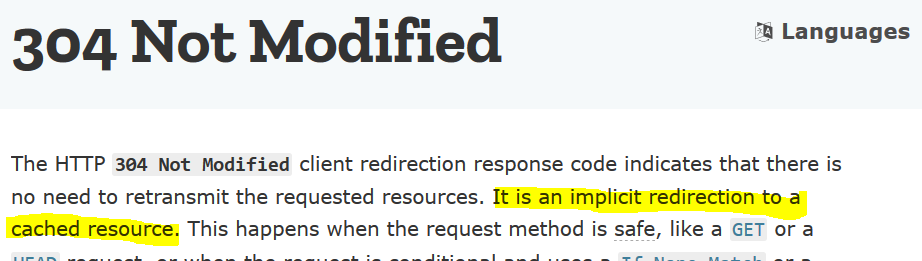 304 Not Modified
Languages
The HTTP 304 Not Modified client redirection response code indicates that there is
no need to retransmit the requested resources. It is an implicit redirection to a
cached resource. This happens when the request method is safe, like a GET or a
HEAD request, or when the request is conditional and uses a If-None-Match or a